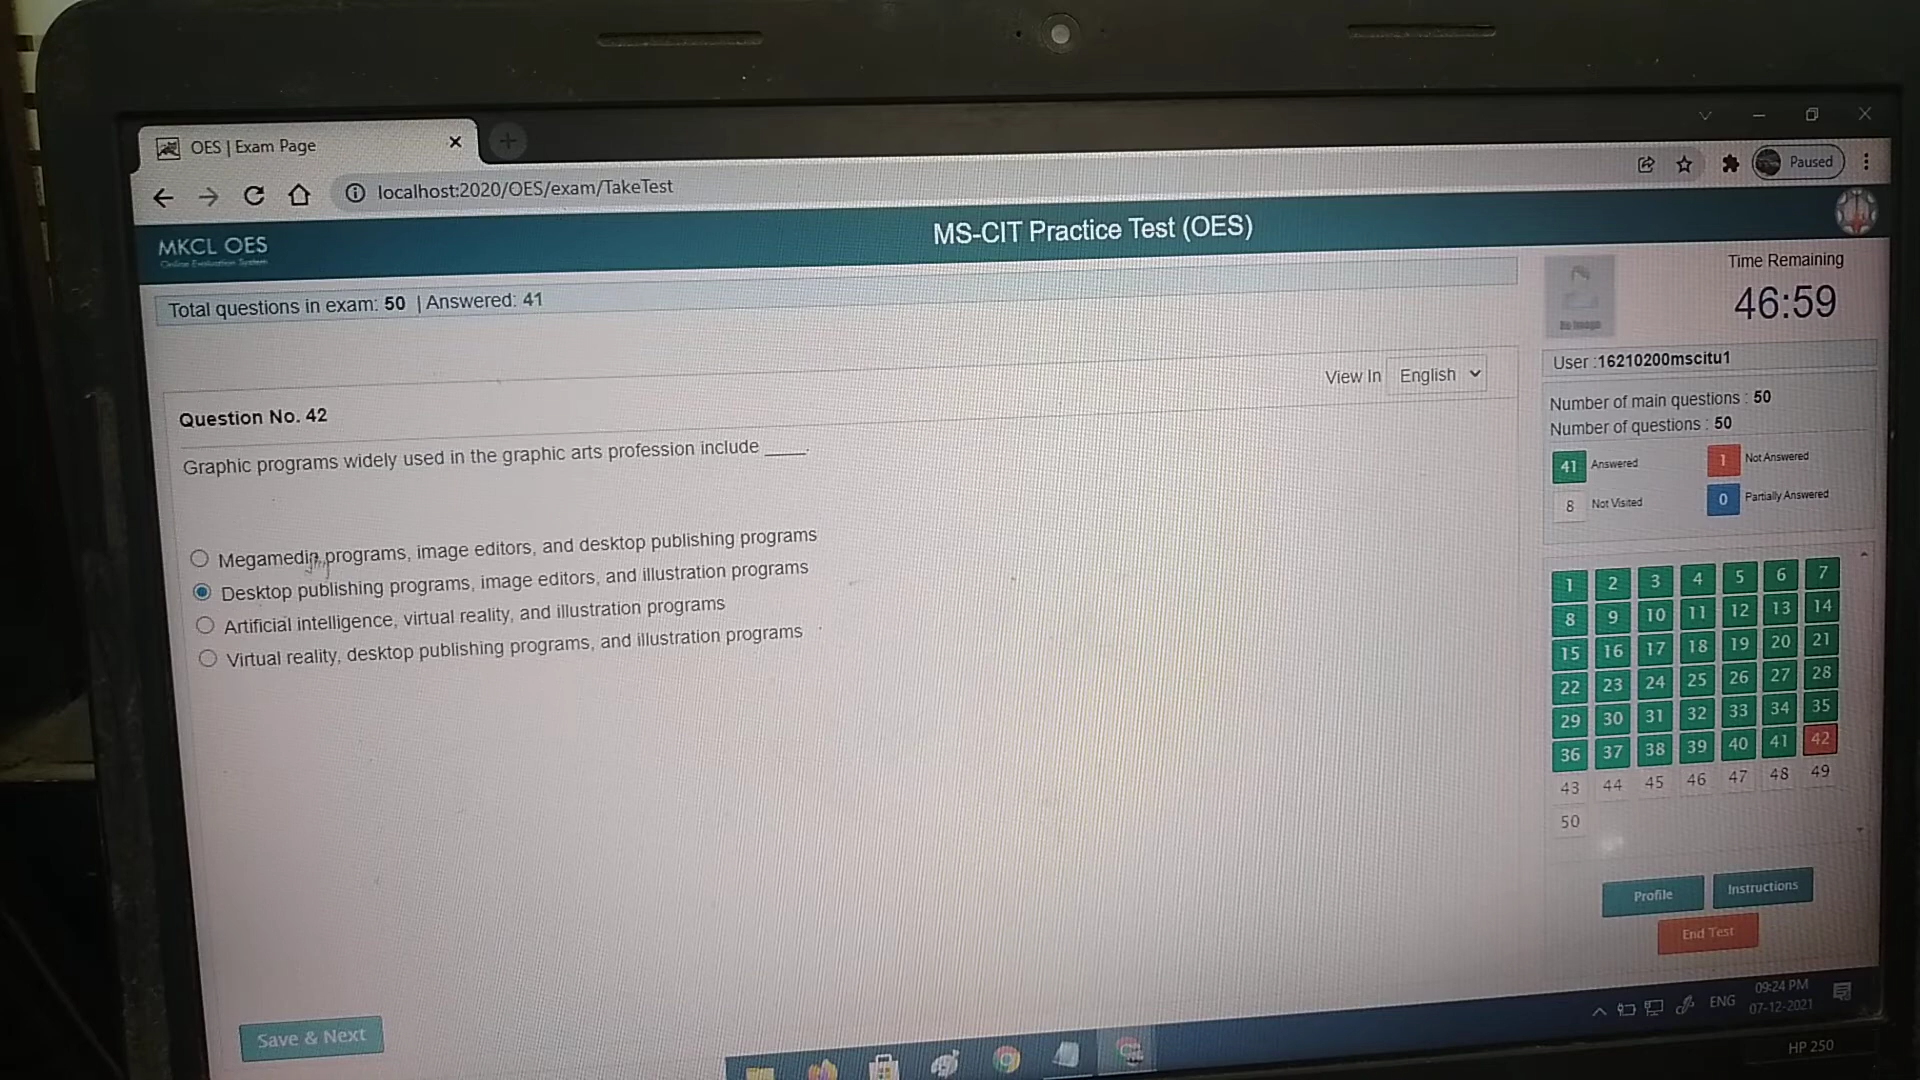 OES | Exam Page
localhost:2020/OES/exam/TakeTest
Paused
MKCL OES
Online Evaluation System
MS-CIT Practice Test (OES)
Total questions in exam: 50 | Answered: 41
Time Remaining
46:59
No Image
User :16210200mscitu1
View In English
Number of main questions : 50
Number of questions : 50
41 Answered
1 Not Answered
8 Not Visited
0 Partially Answered
Question No. 42
Graphic programs widely used in the graphic arts profession include ____.
Megamedia programs, image editors, and desktop publishing programs
Desktop publishing programs, image editors, and illustration programs
Artificial intelligence, virtual reality, and illustration programs
Virtual reality, desktop publishing programs, and illustration programs
1 2 3 4 5 6 7
8 9 10 11 12 13 14
15 16 17 18 19 20 21
22 23 24 25 26 27 28
29 30 31 32 33 34 35
36 37 38 39 40 41 42
43 44 45 46 47 48 49
50
Profile
Instructions
End Test
Save & Next
ENG
09:24 PM
07-12-2021
HP 250